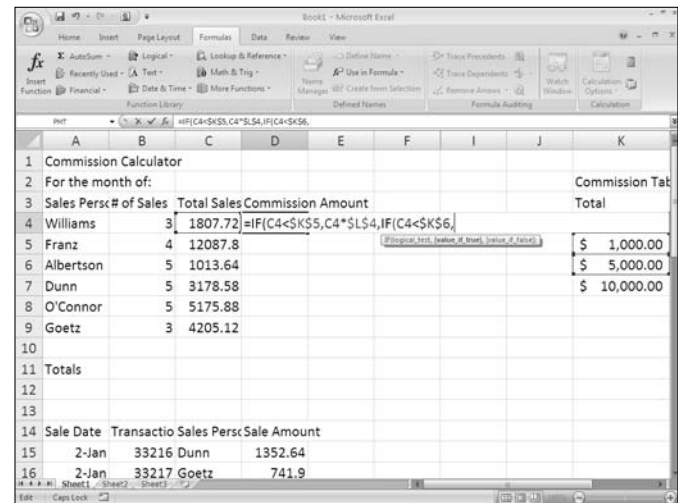 Book1 - Microsoft Excel
Home Insert Page Layout Formulas Data Review View
fx Σ AutoSum Logical Lookup & Reference Define Name Trace Precedents
Insert Function Recently Used Text Math & Trig Name Manager Use in Formula Trace Dependents Watch Window Calculation Options
Financial Date & Time More Functions Create from Selection Remove Arrows
Function Library Defined Names Formula Auditing Calculation
PMT =IF(C4<$K$5,C4*$L$4,IF(C4<$K$6,
A B C D E F I J K
1 Commission Calculator
2 For the month of: Commission Tab
3 Sales Perso # of Sales Total Sales Commission Amount Total
4 Williams 3 1807.72 =IF(C4<$K$5,C4*$L$4,IF(C4<$K$6,
IF(logical_test, [value_if_true], [value_if_false])
5 Franz 4 12087.8 $ 1,000.00
6 Albertson 5 1013.64 $ 5,000.00
7 Dunn 5 3178.58 $ 10,000.00
8 O'Connor 5 5175.88
9 Goetz 3 4205.12
10
11 Totals
12
13
14 Sale Date Transactio Sales Perso Sale Amount
15 2-Jan 33216 Dunn 1352.64
16 2-Jan 33217 Goetz 741.9
Sheet1 Sheet2 Sheet3
Edit Caps Lock